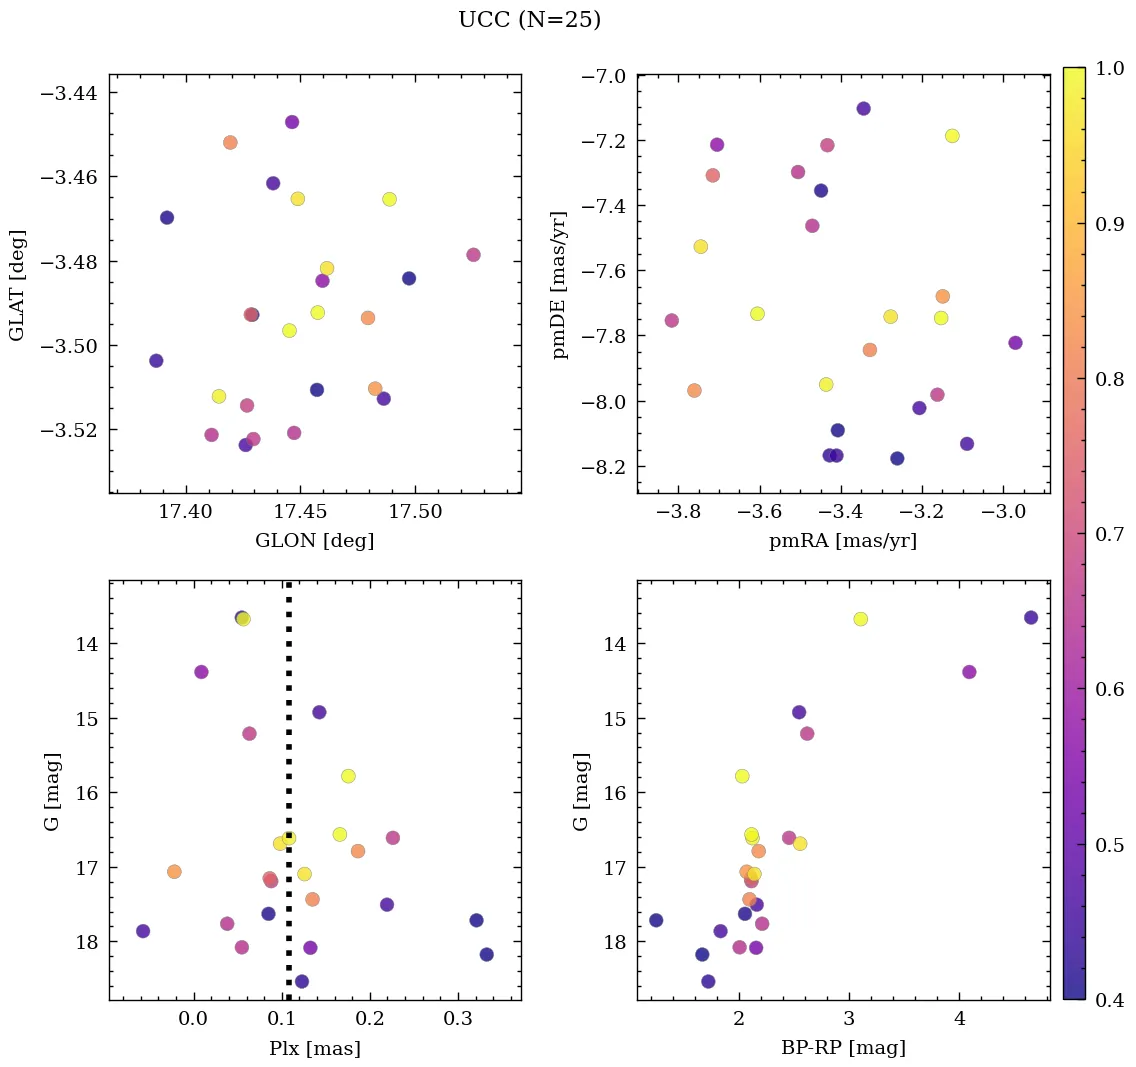 UCC (N=25)
−3.44
−3.46
−3.48
−3.50
−3.52
GLAT [deg]
17.40 17.45 17.50
GLON [deg]
−7.0
−7.2
−7.4
−7.6
−7.8
−8.0
−8.2
pmDE [mas/yr]
−3.8 −3.6 −3.4 −3.2 −3.0
pmRA [mas/yr]
14
15
16
17
18
G [mag]
0.0 0.1 0.2 0.3
Plx [mas]
14
15
16
17
18
G [mag]
2 3 4
BP-RP [mag]
1.0
0.9
0.8
0.7
0.6
0.5
0.4